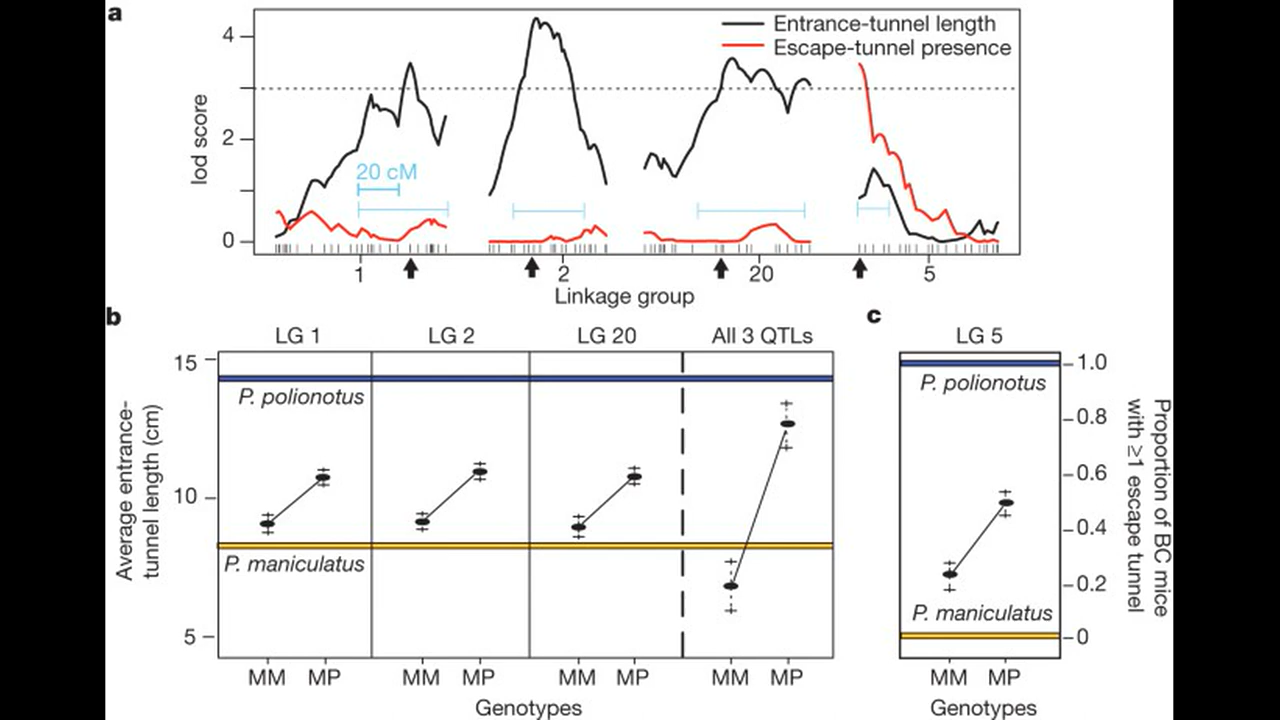 a
Entrance-tunnel length
Escape-tunnel presence
4
2
0
lod score
20 cM
1
2
20
5
Linkage group
b
LG 1
LG 2
LG 20
All 3 QTLs
15
10
5
Average entrance-
tunnel length (cm)
P. polionotus
P. maniculatus
MM MP MM MP MM MP MM MP
Genotypes
c
LG 5
P. polionotus
P. maniculatus
1.0
0.8
0.6
0.4
0.2
0
Proportion of BC mice
with ≥1 escape tunnel
MM MP
Genotypes